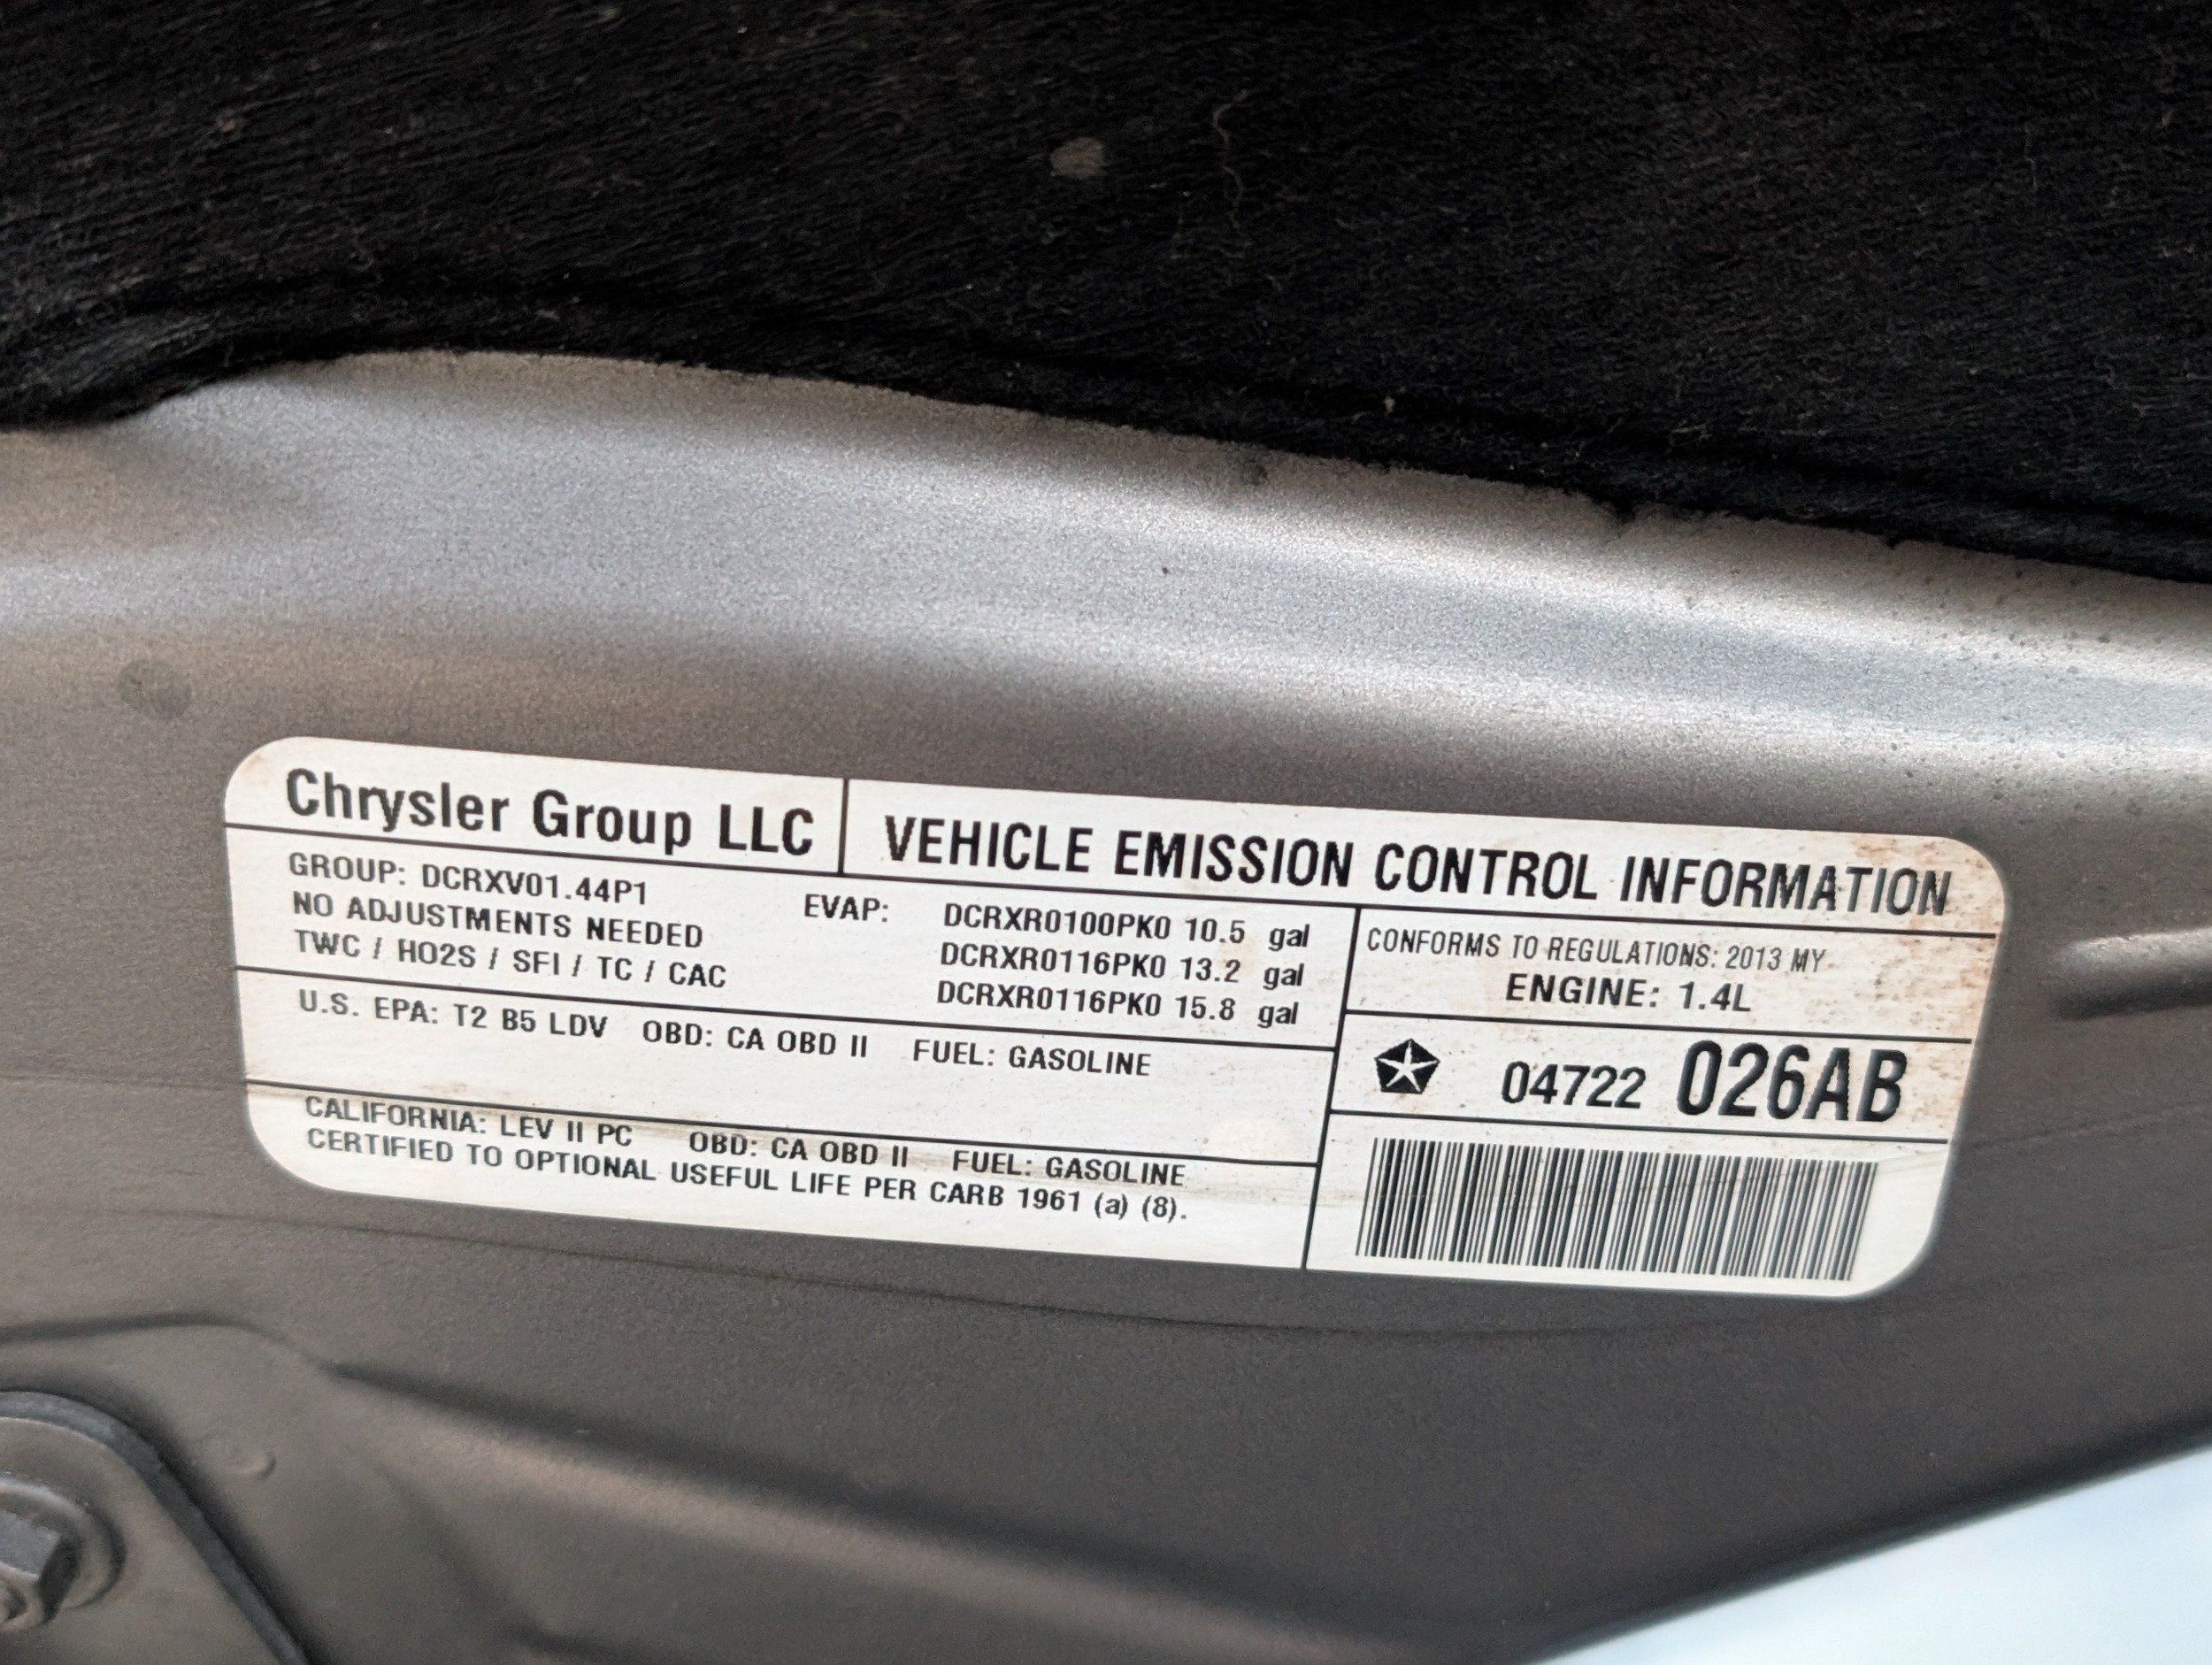 Chrysler Group LLC
VEHICLE EMISSION CONTROL INFORMATION
GROUP: DCRXV01.44P1
NO ADJUSTMENTS NEEDED
TWC / HO2S / SFI / TC / CAC
EVAP: DCRXR0100PK0 10.5 gal
DCRXR0116PK0 13.2 gal
DCRXR0116PK0 15.8 gal
CONFORMS TO REGULATIONS: 2013 MY
ENGINE: 1.4L
U.S. EPA: T2 B5 LDV OBD: CA OBD II FUEL: GASOLINE
04722 026AB
CALIFORNIA: LEV II PC OBD: CA OBD II FUEL: GASOLINE
CERTIFIED TO OPTIONAL USEFUL LIFE PER CARB 1961 (a) (8).